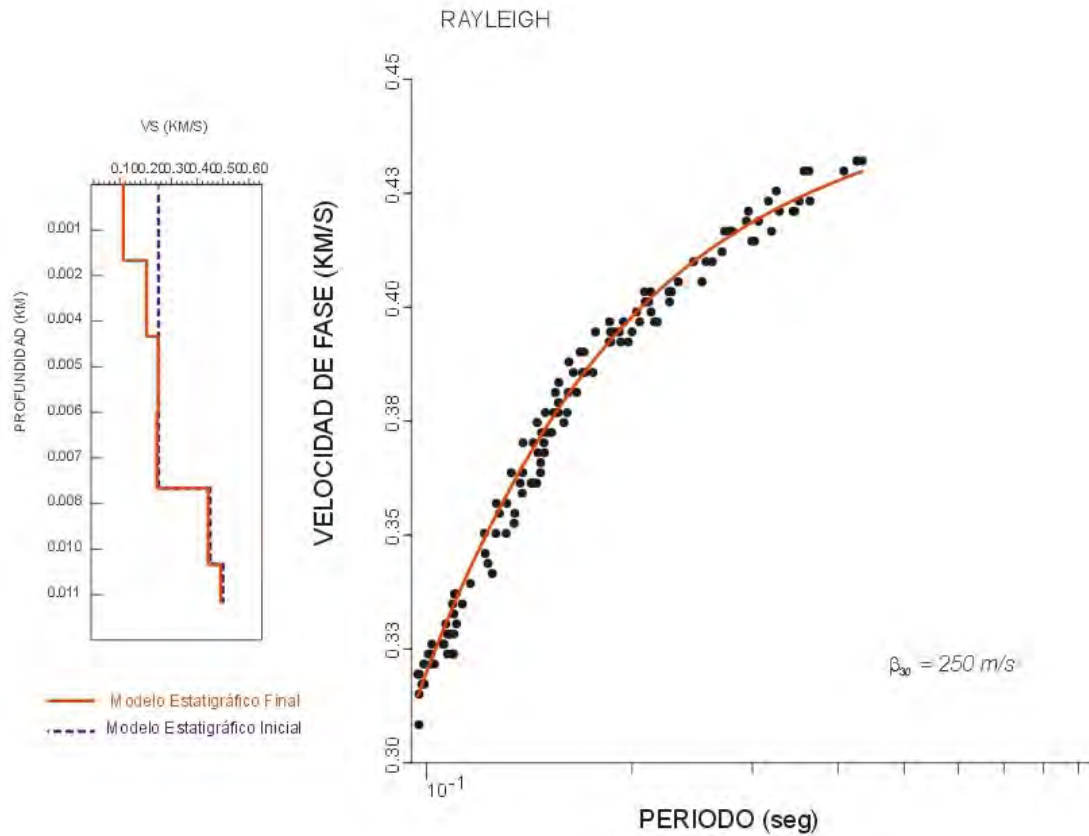 RAYLEIGH
VS (KM/S)
0.10 0.20 0.30 0.40 0.50 0.60
PROFUNDIDAD (KM)
0.001
0.002
0.004
0.005
0.006
0.007
0.008
0.010
0.011
Modelo Estatigráfico Final
Modelo Estatigráfico Inicial
VELOCIDAD DE FASE (KM/S)
0.45
0.43
0.40
0.38
0.35
0.33
0.30
β30 = 250 m/s
10-1
2
PERIODO (seg)